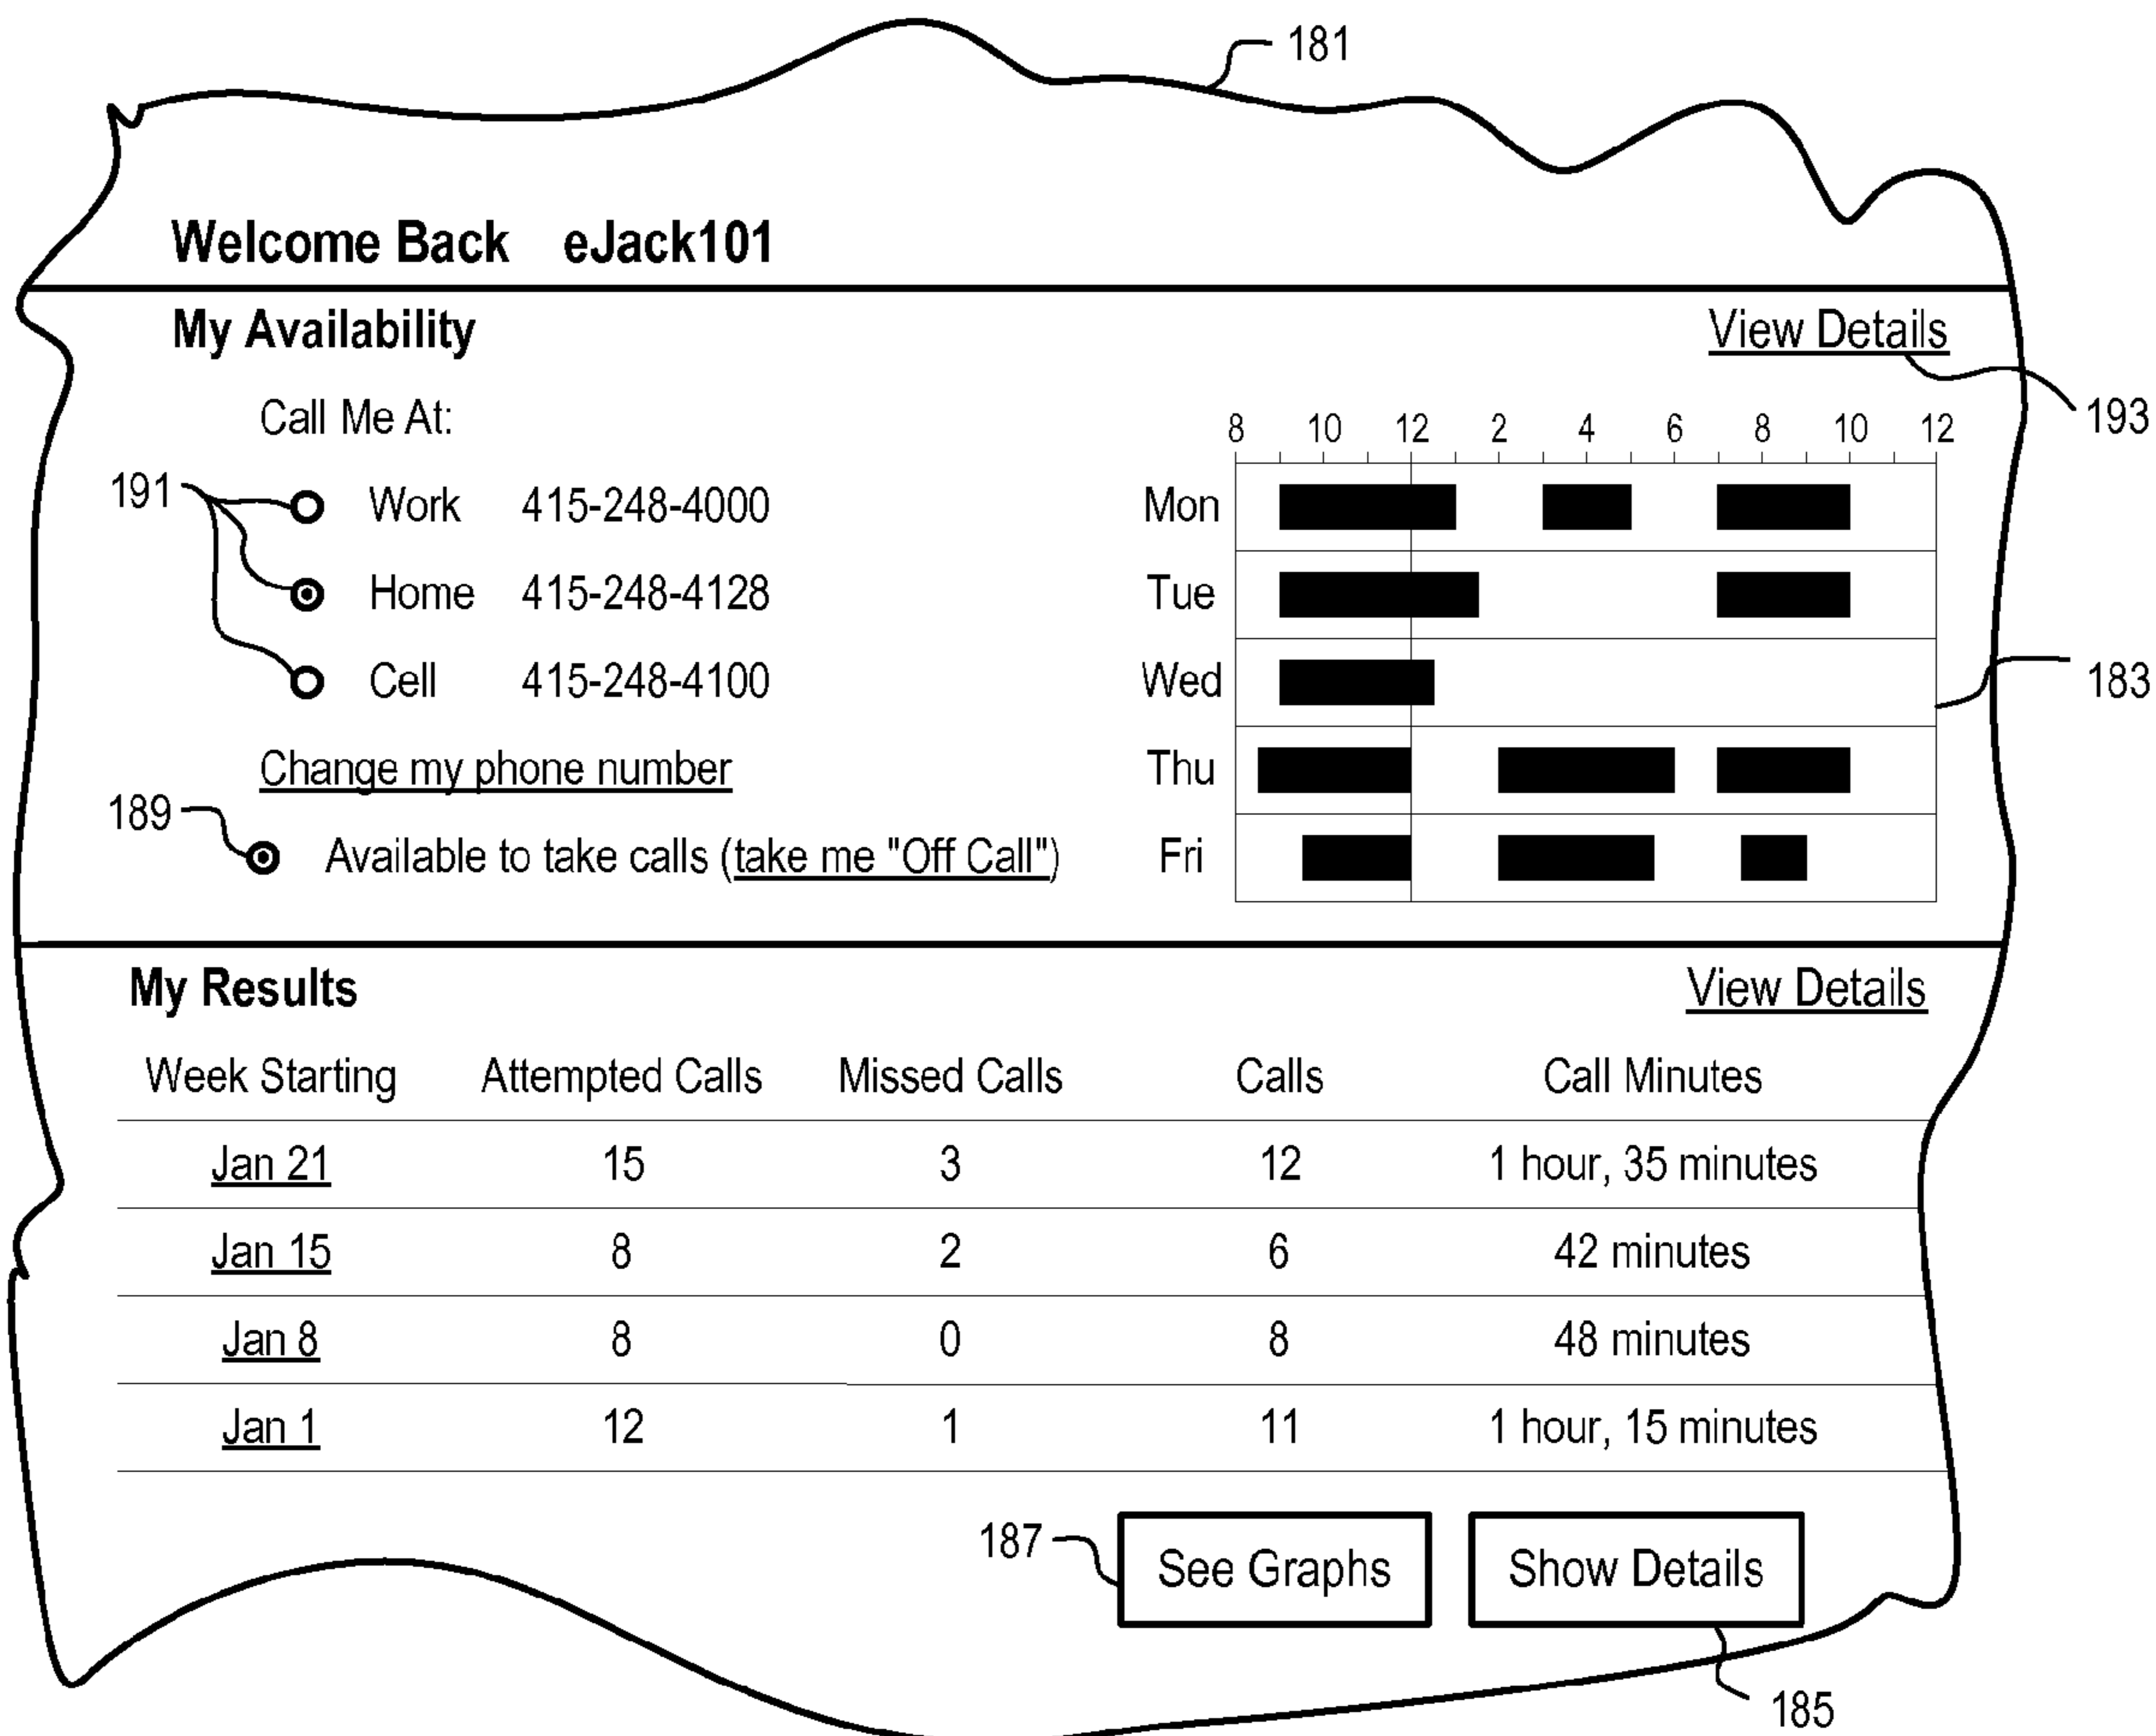 181
Welcome Back eJack101
My Availability View Details
193
Call Me At:
8 10 12 2 4 6 8 10 12
191 Work 415-248-4000 Mon
Home 415-248-4128 Tue
Cell 415-248-4100 Wed 183
Change my phone number Thu
189
Available to take calls (take me "Off Call") Fri
My Results View Details
Week Starting Attempted Calls Missed Calls Calls Call Minutes
Jan 21 15 3 12 1 hour, 35 minutes
Jan 15 8 2 6 42 minutes
Jan 8 8 0 8 48 minutes
Jan 1 12 1 11 1 hour, 15 minutes
187 See Graphs Show Details
185